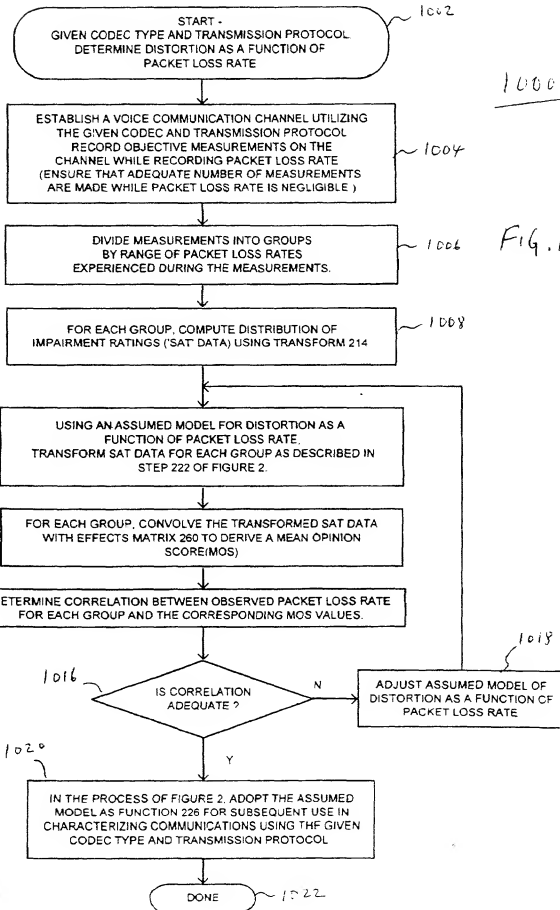 START -
GIVEN CODEC TYPE AND TRANSMISSION PROTOCOL.
DETERMINE DISTORTION AS A FUNCTION OF
PACKET LOSS RATE
1002
1000
ESTABLISH A VOICE COMMUNICATION CHANNEL UTILIZING
THE GIVEN CODEC AND TRANSMISSION PROTOCOL
RECORD OBJECTIVE MEASUREMENTS ON THE
CHANNEL WHILE RECORDING PACKET LOSS RATE
(ENSURE THAT ADEQUATE NUMBER OF MEASUREMENTS
ARE MADE WHILE PACKET LOSS RATE IS NEGLIGIBLE )
1004
DIVIDE MEASUREMENTS INTO GROUPS
BY RANGE OF PACKET LOSS RATES
EXPERIENCED DURING THE MEASUREMENTS.
1006
FIG.
FOR EACH GROUP, COMPUTE DISTRIBUTION OF
IMPAIRMENT RATINGS ('SAT' DATA) USING TRANSFORM 214
1008
USING AN ASSUMED MODEL FOR DISTORTION AS A
FUNCTION OF PACKET LOSS RATE,
TRANSFORM SAT DATA FOR EACH GROUP AS DESCRIBED IN
STEP 222 OF FIGURE 2.
FOR EACH GROUP, CONVOLVE THE TRANSFORMED SAT DATA
WITH EFFECTS MATRIX 260 TO DERIVE A MEAN OPINION
SCORE(MOS)
ETERMINE CORRELATION BETWEEN OBSERVED PACKET LOSS RATE
FOR EACH GROUP AND THE CORRESPONDING MOS VALUES.
1016
IS CORRELATION
ADEQUATE ?
N
1018
ADJUST ASSUMED MODEL OF
DISTORTION AS A FUNCTION OF
PACKET LOSS RATE
Y
1020
IN THE PROCESS OF FIGURE 2, ADOPT THE ASSUMED
MODEL AS FUNCTION 226 FOR SUBSEQUENT USE IN
CHARACTERIZING COMMUNICATIONS USING THE GIVEN
CODEC TYPE AND TRANSMISSION PROTOCOL
DONE
1022